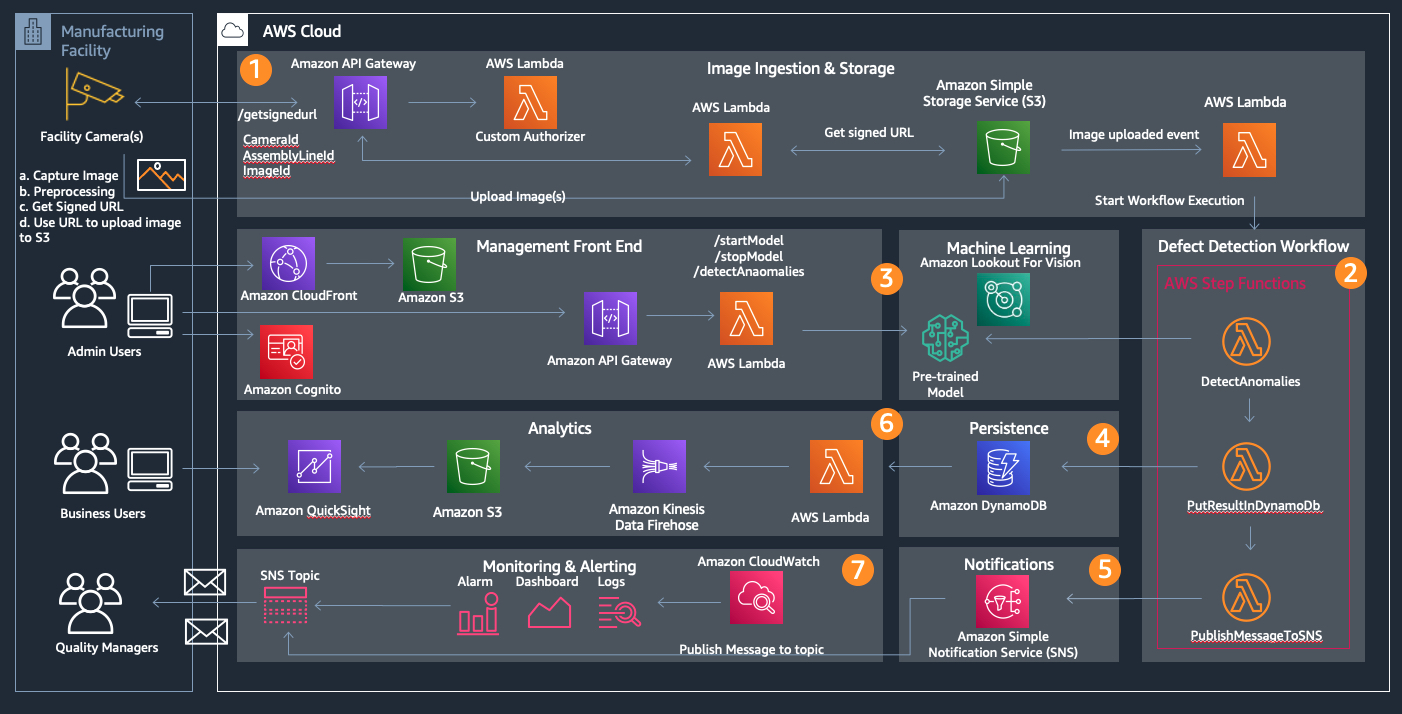 Manufacturing
Facility
AWS Cloud
1
Amazon API Gateway
AWS Lambda
Image Ingestion & Storage
Amazon Simple
Storage Service (S3)
AWS Lambda
AWS Lambda
/getsignedurl
Custom Authorizer
CameraId
AssemblyLineId
ImageId
Get signed URL
Image uploaded event
Facility Camera(s)
a. Capture Image
b. Preprocessing
c. Get Signed URL
d. Use URL to upload image
to S3
Upload Image(s)
Start Workflow Execution
Management Front End
/startModel
/stopModel
/detectAnaomalies
Amazon CloudFront
Amazon S3
Amazon API Gateway
AWS Lambda
Amazon Cognito
Admin Users
3
Machine Learning
Amazon Lookout For Vision
Pre-trained
Model
Defect Detection Workflow
2
AWS Step Functions
DetectAnomalies
PutResultInDynamoDb
PublishMessageToSNS
Analytics
6
Amazon QuickSight
Amazon S3
Amazon Kinesis
Data Firehose
AWS Lambda
Business Users
Persistence
4
Amazon DynamoDB
Monitoring & Alerting
7
SNS Topic
Alarm
Dashboard
Logs
Amazon CloudWatch
Publish Message to topic
Quality Managers
Notifications
5
Amazon Simple
Notification Service (SNS)